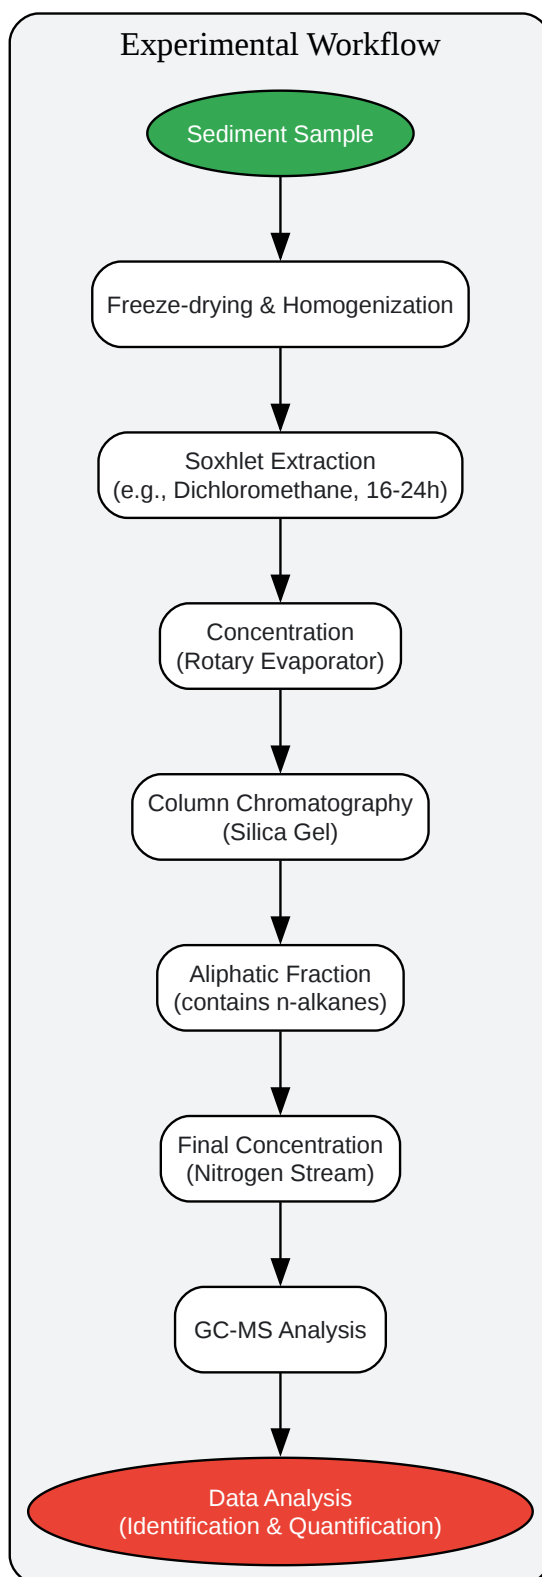 Experimental Workflow
Sediment Sample
Freeze-drying & Homogenization
Soxhlet Extraction
(e.g., Dichloromethane, 16-24h)
Concentration
(Rotary Evaporator)
Column Chromatography
(Silica Gel)
Aliphatic Fraction
(contains n-alkanes)
Final Concentration
(Nitrogen Stream)
GC-MS Analysis
Data Analysis
(Identification & Quantification)